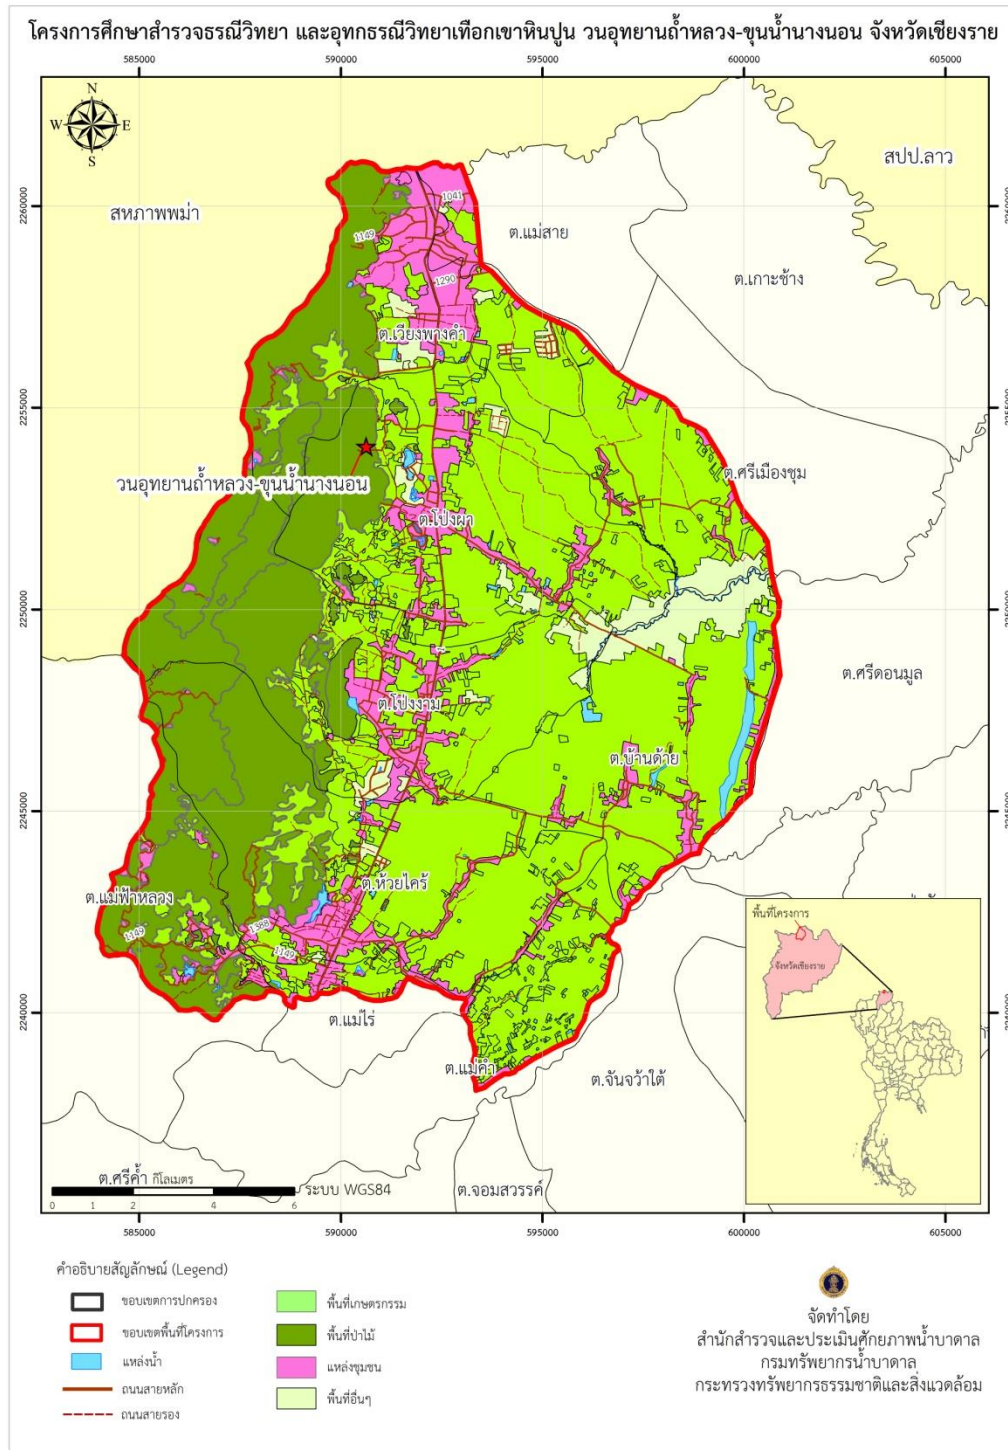 โครงการศึกษาสำรวจธรณีวิทยา และอุทกธรณีวิทยาเทือกเขาหินปูน วนอุทยานถ้ำหลวง-ขุนน้ำนางนอน จังหวัดเชียงราย
585000 590000 595000 600000 605000
N
W E
S
สปป.ลาว
2260000 2260000
1041
สหภาพพม่า
1149
ต.แม่สาย
ต.เกาะช้าง
1290
ต.เวียงพางคำ
2255000 2255000
ต.ศรีเมืองชุม
วนอุทยานถ้ำหลวง-ขุนน้ำนางนอน
ต.โป่งผา
2250000 2250000
ต.ศรีดอนมูล
ต.โป่งงาม
ต.บ้านด้าย
2245000 2245000
ต.ห้วยไคร้
ต.แม่ฟ้าหลวง
1149
1388
1149
พื้นที่โครงการ
จังหวัดเชียงราย
2240000 2240000
ต.แม่ไร่
ต.แม่คำ
ต.จันจว้าใต้
ต.ศรีค้ำ กิโลเมตร
ระบบ WGS84
ต.จอมสวรรค์
0 1 2 4 6
585000 590000 595000 600000 605000
คำอธิบายสัญลักษณ์ (Legend)
ขอบเขตการปกครอง
ขอบเขตพื้นที่โครงการ
แหล่งน้ำ
ถนนสายหลัก
ถนนสายรอง
พื้นที่เกษตรกรรม
พื้นที่ป่าไม้
แหล่งชุมชน
พื้นที่อื่นๆ
จัดทำโดย
สำนักสำรวจและประเมินศักยภาพน้ำบาดาล
กรมทรัพยากรน้ำบาดาล
กระทรวงทรัพยากรธรรมชาติและสิ่งแวดล้อม